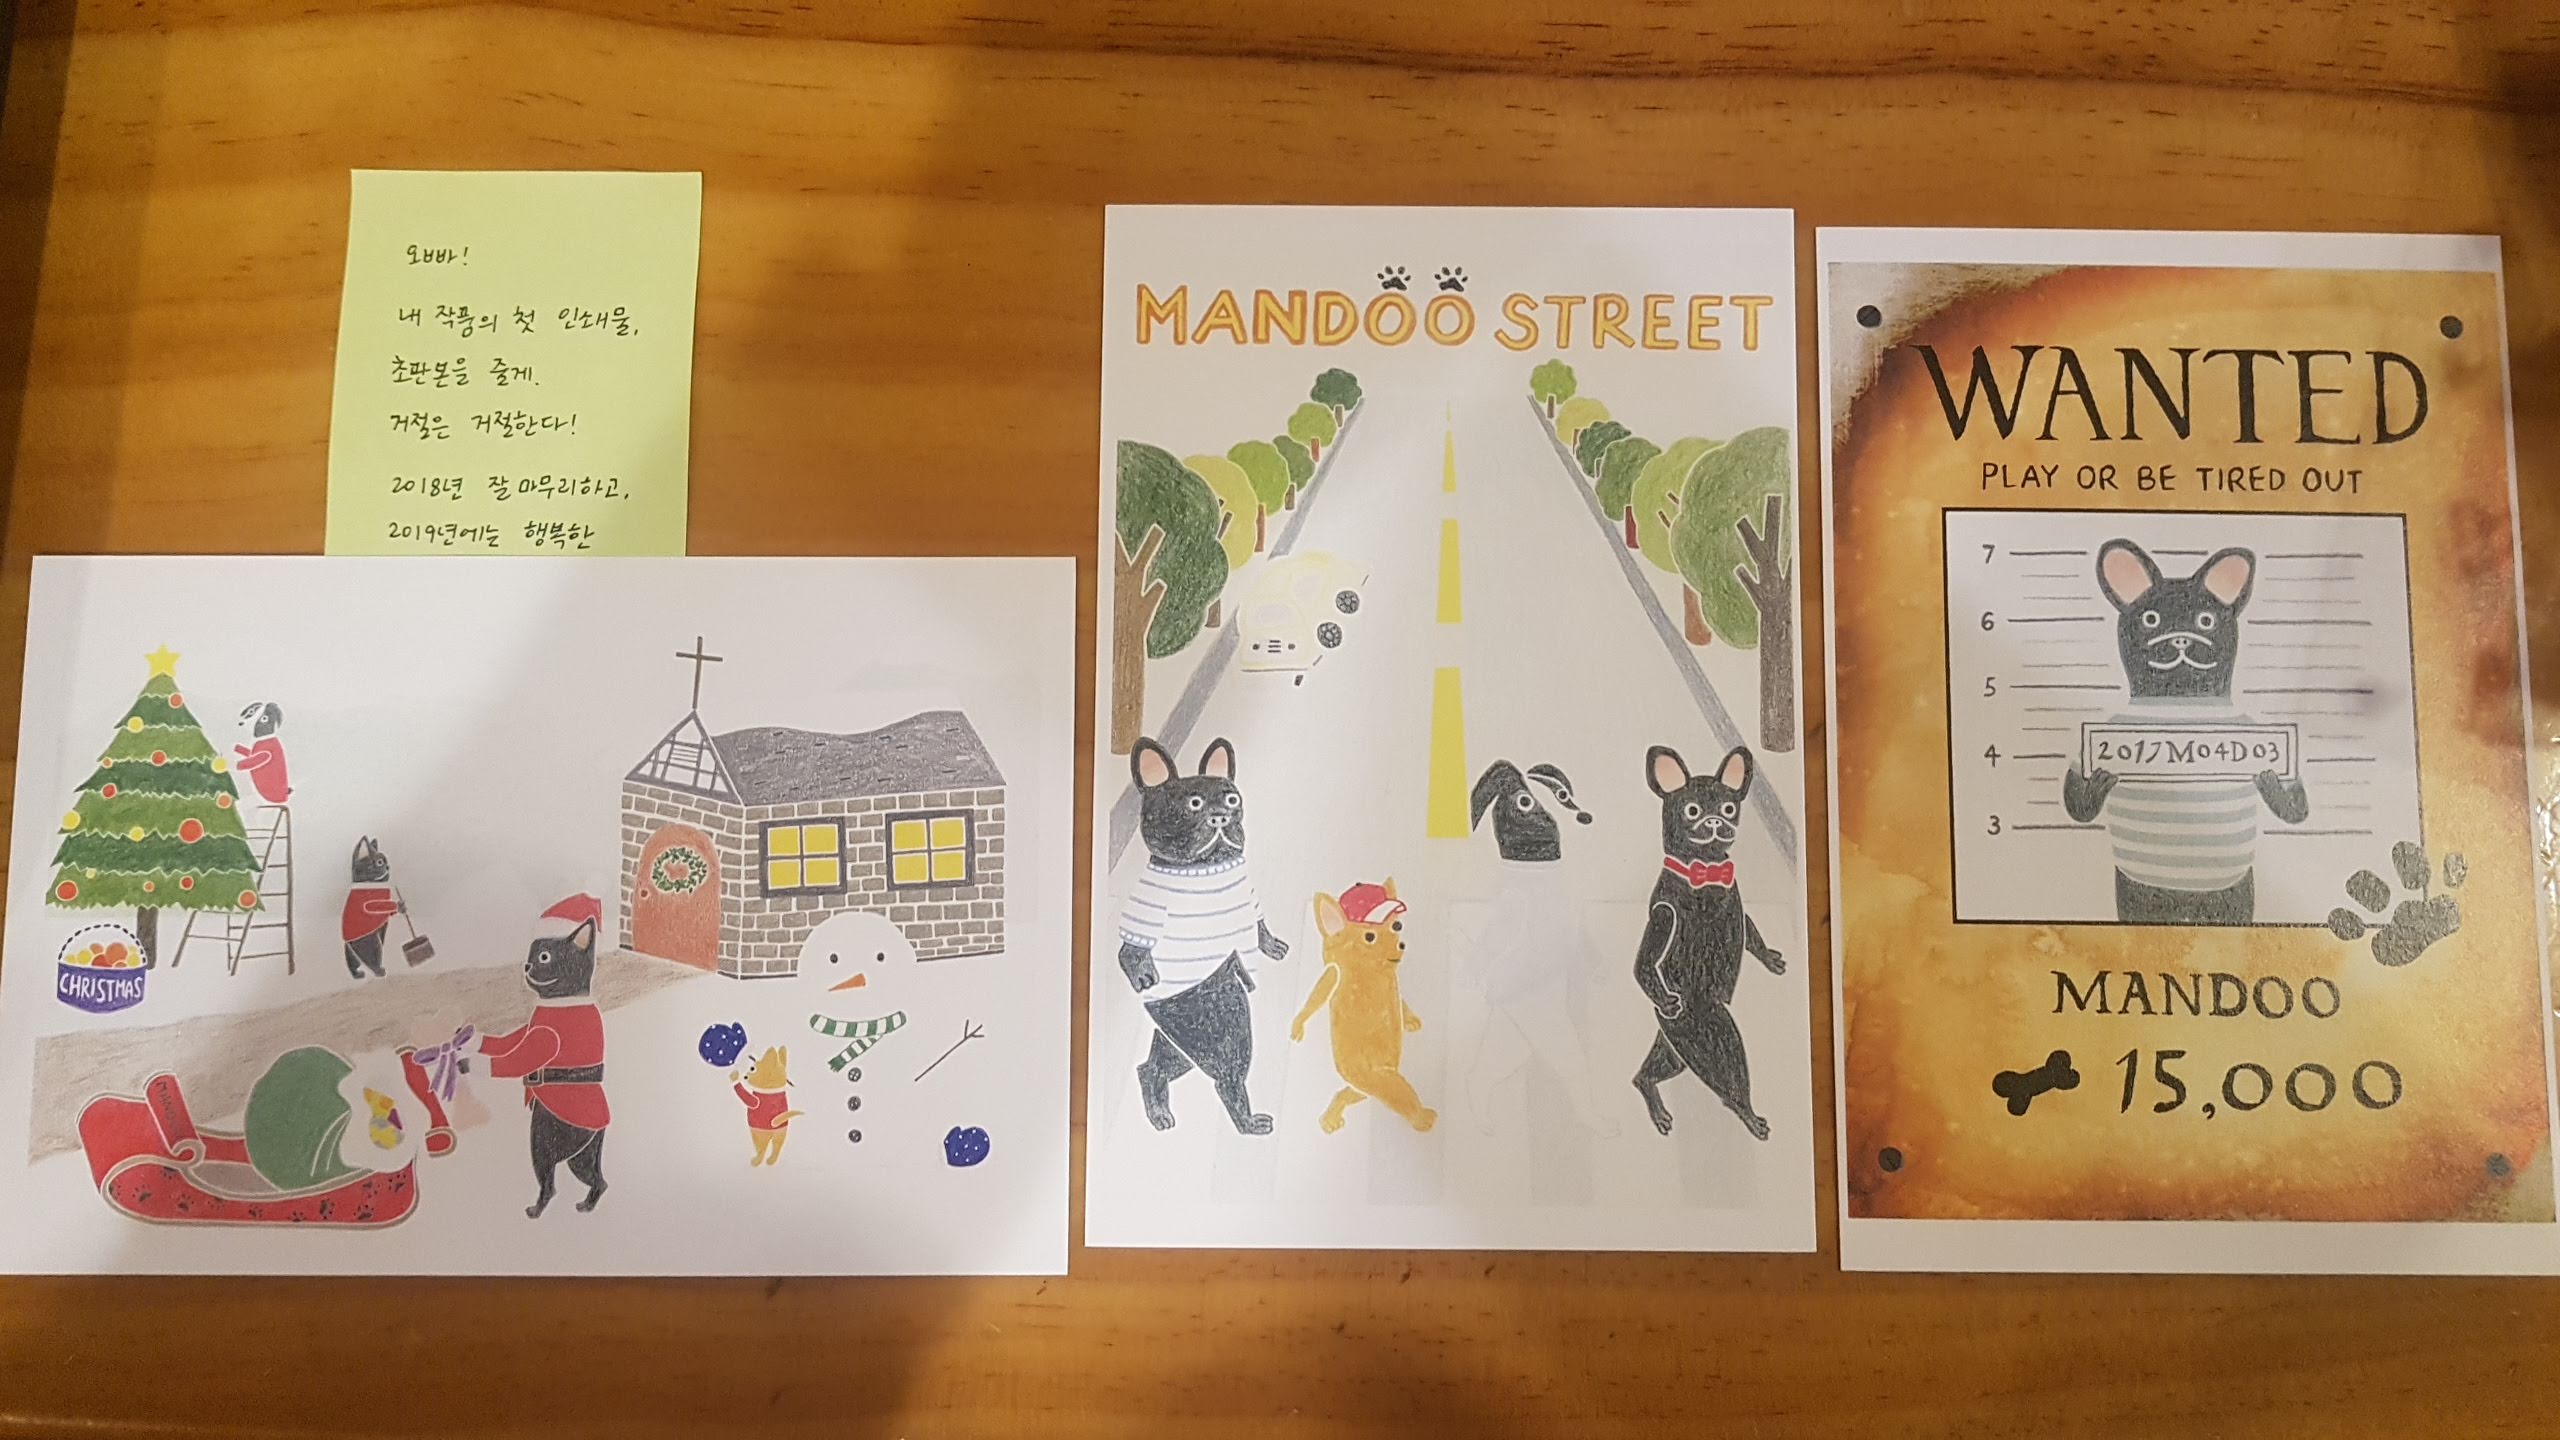 오빠!
내 작품의 첫 인쇄물,
초판본을 줄게.
거절은 거절한다!
2018년 잘 마무리하고,
2019년에는 행복한
CHRISTMAS
MANDOO STREET
WANTED
PLAY OR BE TIRED OUT
7
6
5
4
3
2017M04D03
MANDOO
15,000